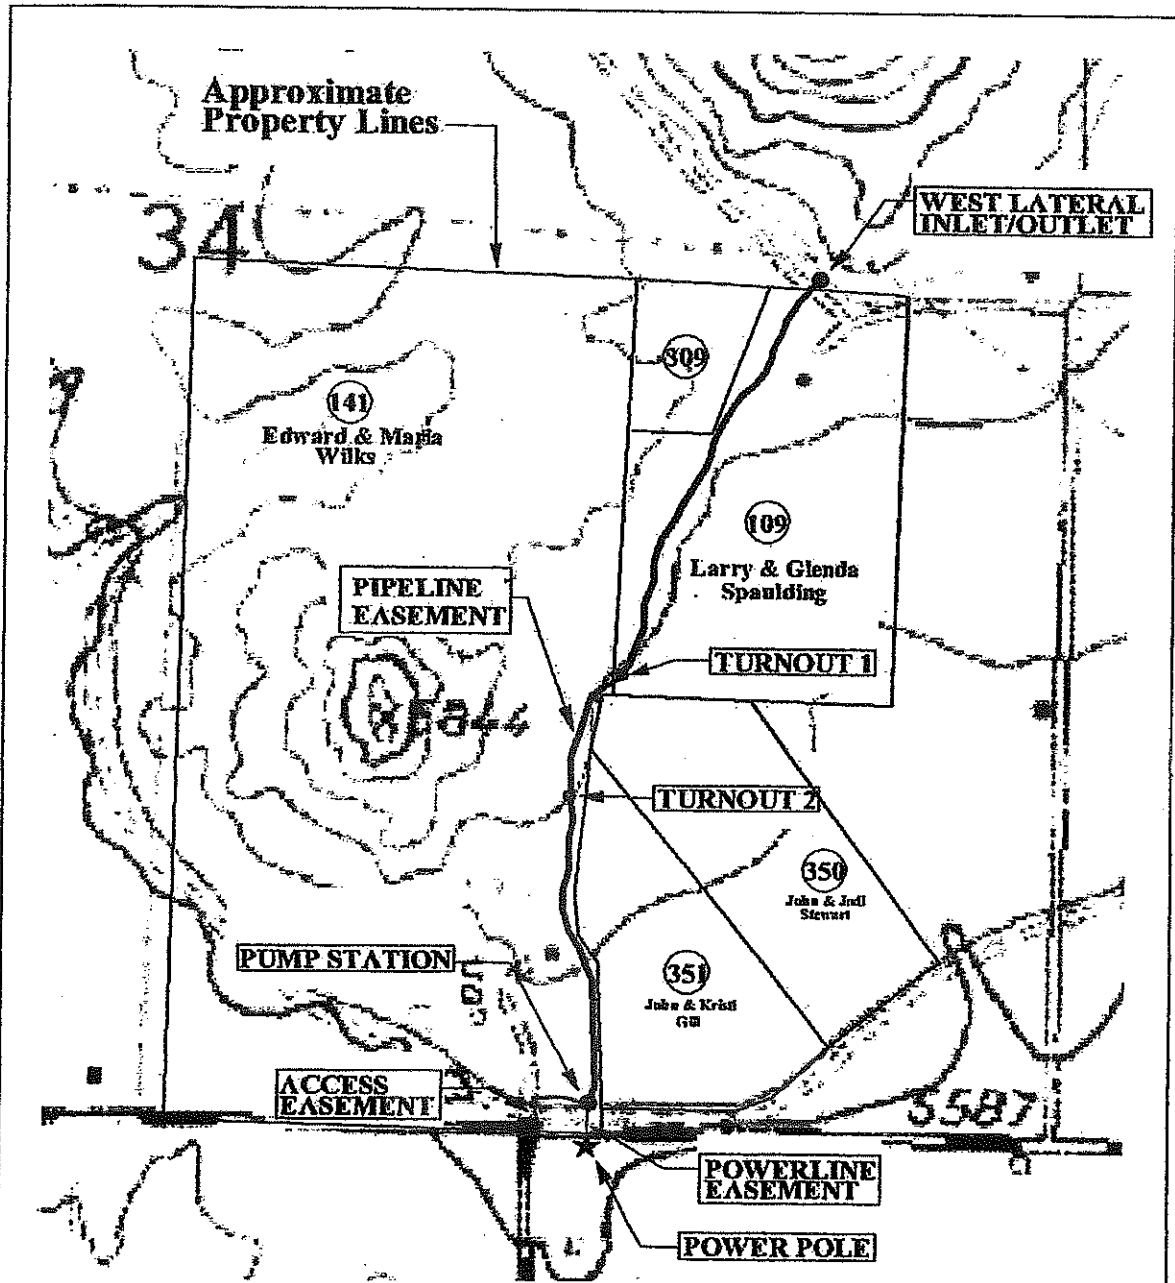 Approximate
Property Lines
34
WEST LATERAL
INLET/OUTLET
309
141
Edward & Maria
Wilks
109
Larry & Glenda
Spaulding
PIPELINE
EASEMENT
TURNOUT 1
TURNOUT 2
350
John & Jodi
Stewart
PUMP STATION
351
John & Kristi
Gill
ACCESS
EASEMENT
5587
POWERLINE
EASEMENT
POWER POLE